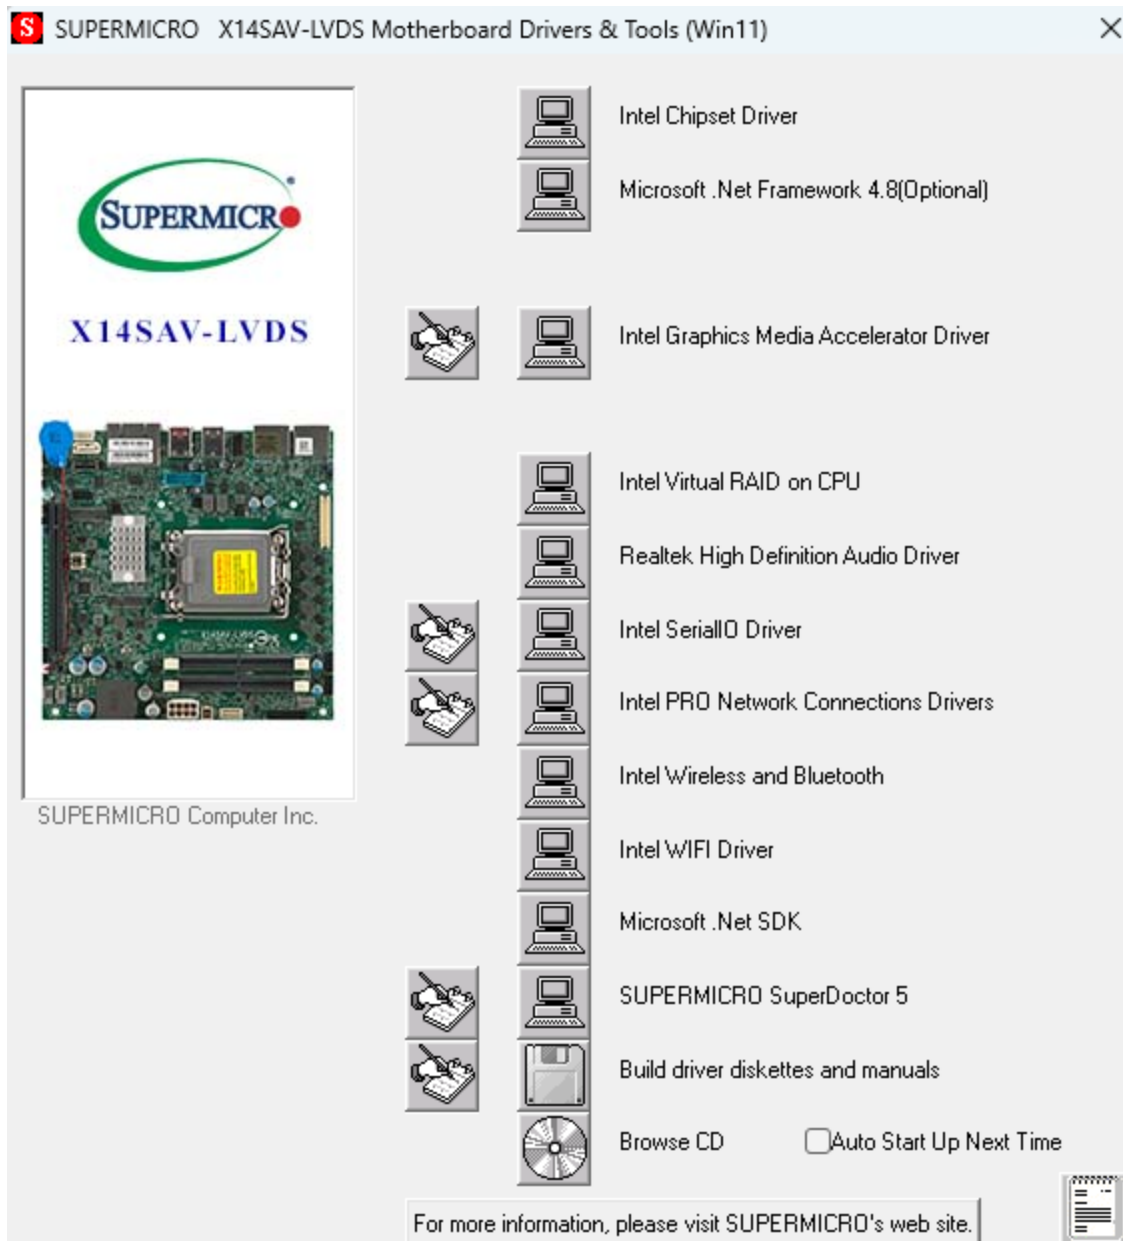 S SUPERMICRO X14SAV-LVDS Motherboard Drivers & Tools (Win11)
SUPERMICRO
X14SAV-LVDS
SUPERMICRO Computer Inc.
Intel Chipset Driver
Microsoft .Net Framework 4.8(Optional)
Intel Graphics Media Accelerator Driver
Intel Virtual RAID on CPU
Realtek High Definition Audio Driver
Intel SerialIO Driver
Intel PRO Network Connections Drivers
Intel Wireless and Bluetooth
Intel WIFI Driver
Microsoft .Net SDK
SUPERMICRO SuperDoctor 5
Build driver diskettes and manuals
Browse CD
Auto Start Up Next Time
For more information, please visit SUPERMICRO's web site.